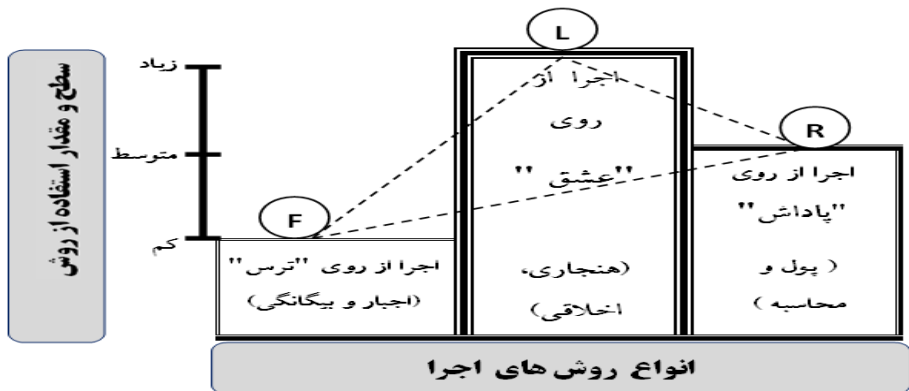 سطح و مقدار استفاده از روش
زیاد
متوسط
کم
L
اجرا از
روی
"عشق"
(هنجاری،
اخلاقی)
R
اجرا از روی
"پاداش"
( پول و
محاسبه )
F
اجرا از روی "ترس"
(اجبار و بیگانگی)
انواع روش های اجرا